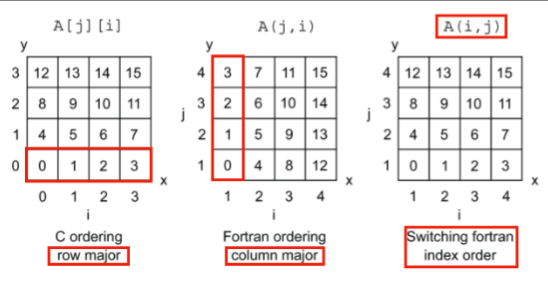 A[j][i]
A(j,i)
A(i,j)
y
y
y
3 12 13 14 15
2 8 9 10 11
1 4 5 6 7
0 0 1 2 3
x
0 1 2 3
i
C ordering
row major
4 3 7 11 15
j 3 2 6 10 14
2 1 5 9 13
1 0 4 8 12
x
1 2 3 4
i
Fortran ordering
column major
4 12 13 14 15
j 3 8 9 10 11
2 4 5 6 7
1 0 1 2 3
x
1 2 3 4
i
Switching fortran
index order